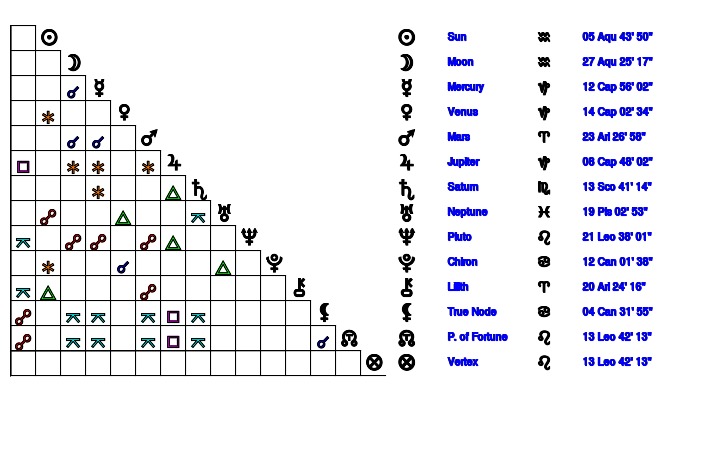 Sun 05 Aqu 43' 50"
Moon 27 Aqu 25' 17"
Mercury 12 Cap 56' 02"
Venus 14 Cap 02' 34"
Mars 23 Ari 26' 58"
Jupiter 08 Cap 48' 02"
Saturn 13 Sco 41' 14"
Neptune 19 Pis 02' 53"
Pluto 21 Leo 38' 01"
Chiron 12 Can 01' 38"
Lilith 20 Ari 24' 16"
True Node 04 Can 31' 55"
P. of Fortune 13 Leo 42' 13"
Vertex 13 Leo 42' 13"